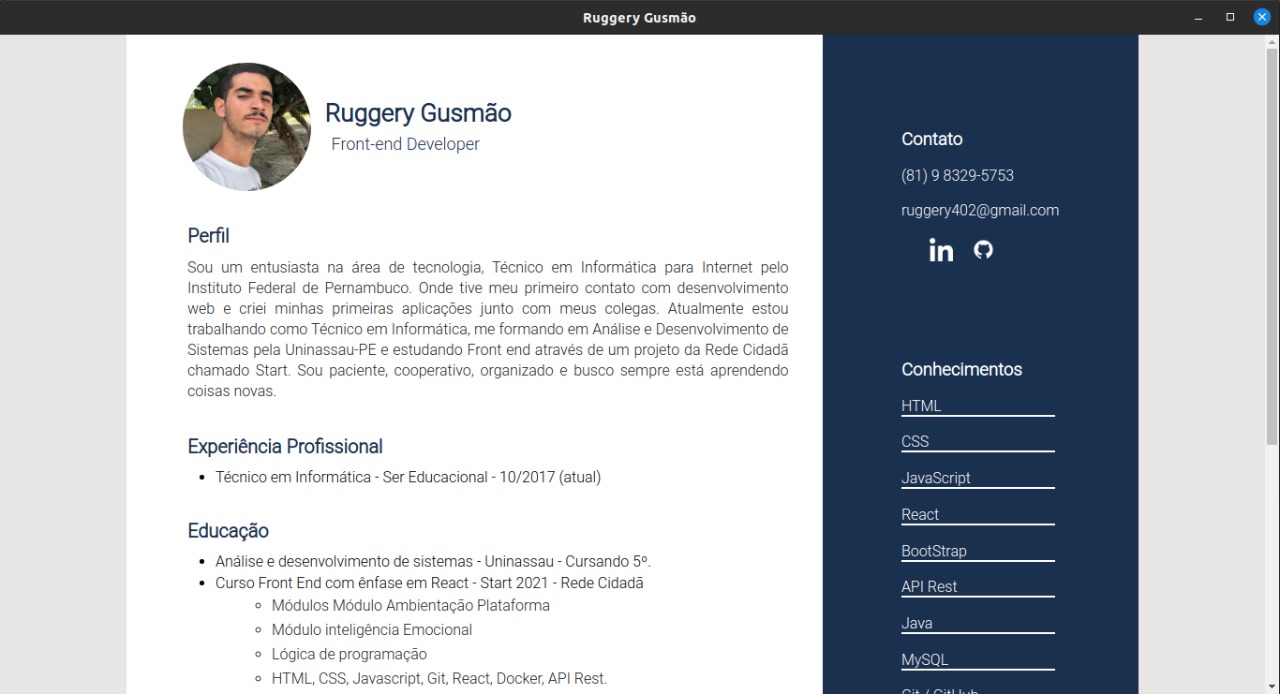 Ruggery Gusmão
Ruggery Gusmão
Front-end Developer
Perfil
Sou um entusiasta na área de tecnologia, Técnico em Informática para Internet pelo
Instituto Federal de Pernambuco. Onde tive meu primeiro contato com desenvolvimento
web e criei minhas primeiras aplicações junto com meus colegas. Atualmente estou
trabalhando como Técnico em Informática, me formando em Análise e Desenvolvimento de
Sistemas pela Uninassau-PE e estudando Front end através de um projeto da Rede Cidadã
chamado Start. Sou paciente, cooperativo, organizado e busco sempre está aprendendo
coisas novas.
Experiência Profissional
Técnico em Informática - Ser Educacional - 10/2017 (atual)
Educação
Análise e desenvolvimento de sistemas - Uninassau - Cursando 5º.
Curso Front End com ênfase em React - Start 2021 - Rede Cidadã
Módulos Módulo Ambientação Plataforma
Módulo inteligência Emocional
Lógica de programação
HTML, CSS, Javascript, Git, React, Docker, API Rest.
Contato
(81) 9 8329-5753
ruggery402@gmail.com
in
Conhecimentos
HTML
CSS
JavaScript
React
BootStrap
API Rest
Java
MySQL
Git / GitHub